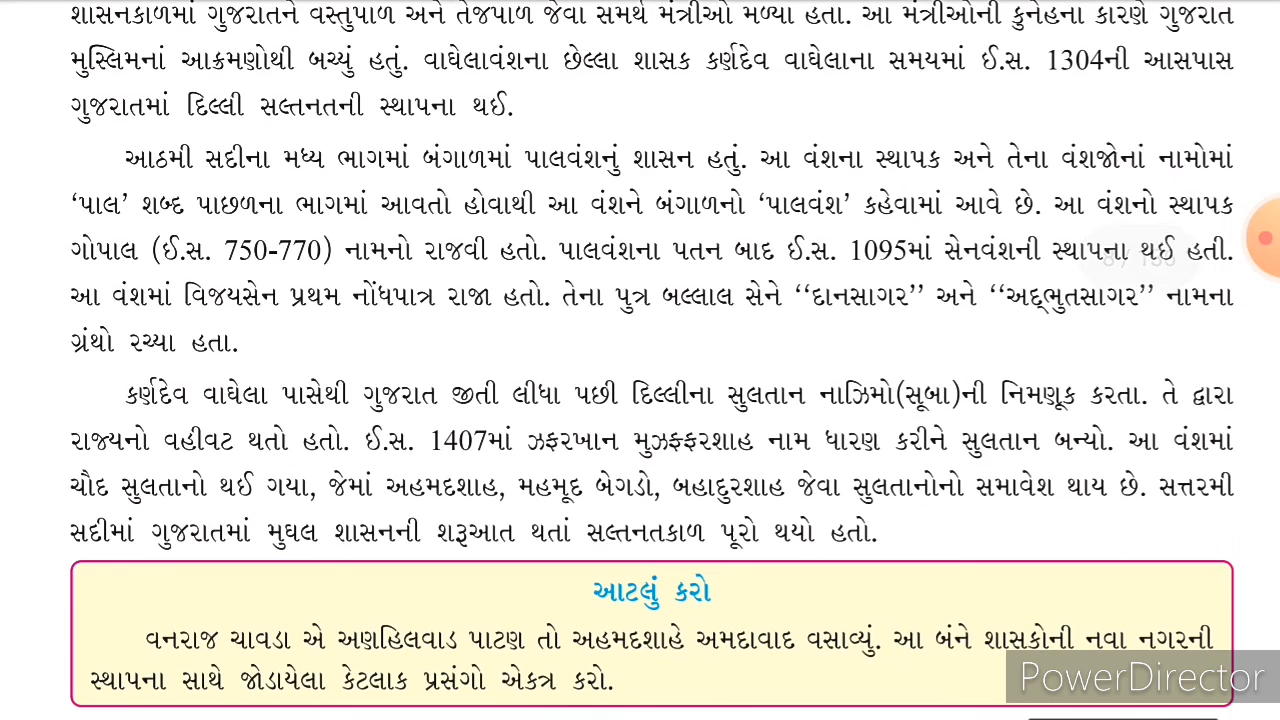 શાસનકાળમાં ગુજરાતને વસ્તુપાળ અને તેજપાળ જેવા સમર્થ મંત્રીઓ મળ્યા હતા. આ મંત્રીઓની કુનેહના કારણે ગુજરાત
મુસ્લિમનાં આક્રમણોથી બચ્યું હતું. વાઘેલાવંશના છેલ્લા શાસક કર્ણદેવ વાઘેલાના સમયમાં ઈ.સ. 1304ની આસપાસ
ગુજરાતમાં દિલ્લી સલ્તનતની સ્થાપના થઈ.
આઠમી સદીના મધ્ય ભાગમાં બંગાળમાં પાલવંશનું શાસન હતું. આ વંશના સ્થાપક અને તેના વંશજોનાં નામોમાં
‘પાલ’ શબ્દ પાછળના ભાગમાં આવતો હોવાથી આ વંશને બંગાળનો ‘પાલવંશ’ કહેવામાં આવે છે. આ વંશનો સ્થાપક
ગોપાલ (ઈ.સ. 750-770) નામનો રાજવી હતો. પાલવંશના પતન બાદ ઈ.સ. 1095માં સેનવંશની સ્થાપના થઈ હતી.
આ વંશમાં વિજયસેન પ્રથમ નોંધપાત્ર રાજા હતો. તેના પુત્ર બલ્લાલ સેને ‘‘દાનસાગર’’ અને ‘‘અદ્ભુતસાગર’’ નામના
ગ્રંથો રચ્યા હતા.
કર્ણદેવ વાઘેલા પાસેથી ગુજરાત જીતી લીધા પછી દિલ્લીના સુલતાન નાઝિમો(સૂબા)ની નિમણૂક કરતા. તે દ્વારા
રાજ્યનો વહીવટ થતો હતો. ઈ.સ. 1407માં ઝફરખાન મુઝફ્ફરશાહ નામ ધારણ કરીને સુલતાન બન્યો. આ વંશમાં
ચૌદ સુલતાનો થઈ ગયા, જેમાં અહમદશાહ, મહમૂદ બેગડો, બહાદુરશાહ જેવા સુલતાનોનો સમાવેશ થાય છે. સત્તરમી
સદીમાં ગુજરાતમાં મુઘલ શાસનની શરૂઆત થતાં સલ્તનતકાળ પૂરો થયો હતો.
આટલું કરો
વનરાજ ચાવડા એ અણહિલવાડ પાટણ તો અહમદશાહે અમદાવાદ વસાવ્યું. આ બંને શાસકોની નવા નગરની
સ્થાપના સાથે જોડાયેલા કેટલાક પ્રસંગો એકત્ર કરો.
PowerDirector